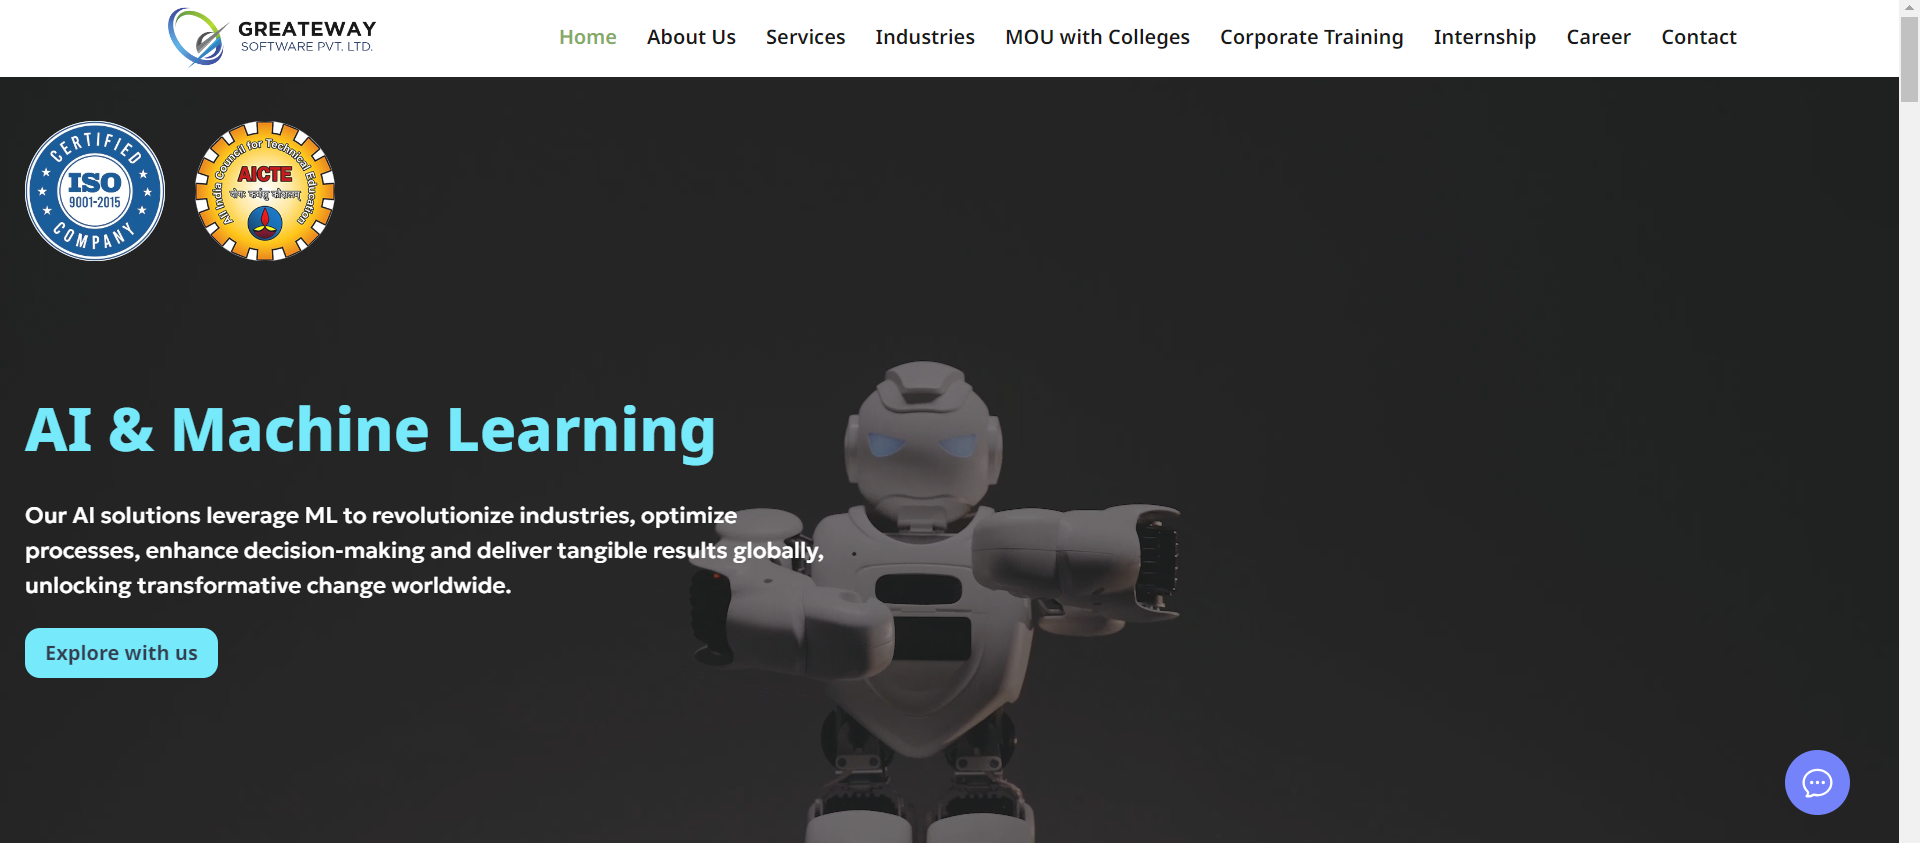 GREATEWAY
SOFTWARE PVT. LTD.
Home About Us Services Industries MOU with Colleges Corporate Training Internship Career Contact
CERTIFIED
ISO
9001-2015
COMPANY
All India Council for Technical Education
AICTE
योगः कर्मसु कौशलम्
AI & Machine Learning
Our AI solutions leverage ML to revolutionize industries, optimize
processes, enhance decision-making and deliver tangible results globally,
unlocking transformative change worldwide.
Explore with us